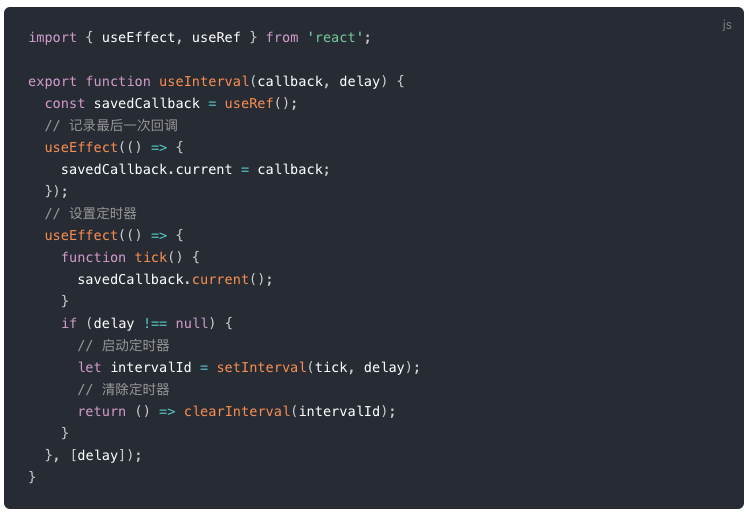 js
import { useEffect, useRef } from 'react';

export function useInterval(callback, delay) {
  const savedCallback = useRef();
  // 记录最后一次回调
  useEffect(() => {
    savedCallback.current = callback;
  });
  // 设置定时器
  useEffect(() => {
    function tick() {
      savedCallback.current();
    }
    if (delay !== null) {
      // 启动定时器
      let intervalId = setInterval(tick, delay);
      // 清除定时器
      return () => clearInterval(intervalId);
    }
  }, [delay]);
}